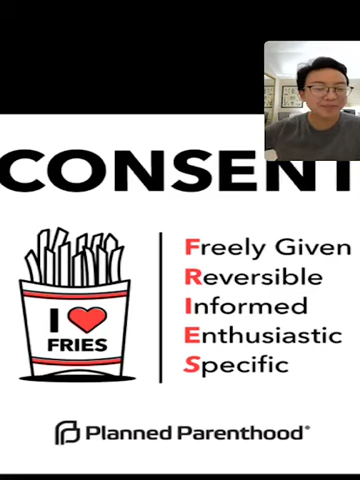 CONSENT
I ❤ FRIES
Freely Given
Reversible
Informed
Enthusiastic
Specific
Planned Parenthood®